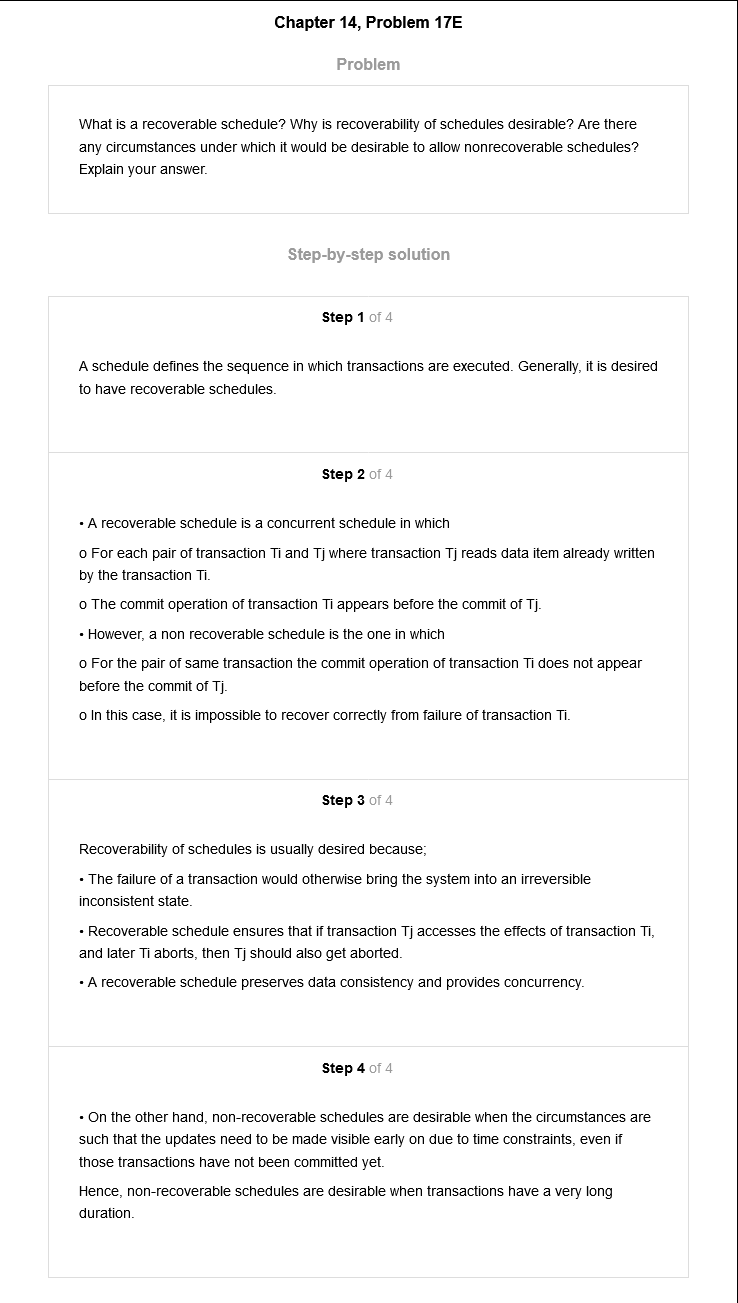 Chapter 14, Problem 17E
Problem
What is a recoverable schedule? Why is recoverability of schedules desirable? Are there
any circumstances under which it would be desirable to allow nonrecoverable schedules?
Explain your answer.
Step-by-step solution
Step 1 of 4
A schedule defines the sequence in which transactions are executed. Generally, it is desired
to have recoverable schedules.
Step 2 of 4
• A recoverable schedule is a concurrent schedule in which
o For each pair of transaction Ti and Tj where transaction Tj reads data item already written
by the transaction Ti.
o The commit operation of transaction Ti appears before the commit of Tj.
• However, a non recoverable schedule is the one in which
o For the pair of same transaction the commit operation of transaction Ti does not appear
before the commit of Tj.
o In this case, it is impossible to recover correctly from failure of transaction Ti.
Step 3 of 4
Recoverability of schedules is usually desired because;
• The failure of a transaction would otherwise bring the system into an irreversible
inconsistent state.
• Recoverable schedule ensures that if transaction Tj accesses the effects of transaction Ti,
and later Ti aborts, then Tj should also get aborted.
• A recoverable schedule preserves data consistency and provides concurrency.
Step 4 of 4
• On the other hand, non-recoverable schedules are desirable when the circumstances are
such that the updates need to be made visible early on due to time constraints, even if
those transactions have not been committed yet.
Hence, non-recoverable schedules are desirable when transactions have a very long
duration.